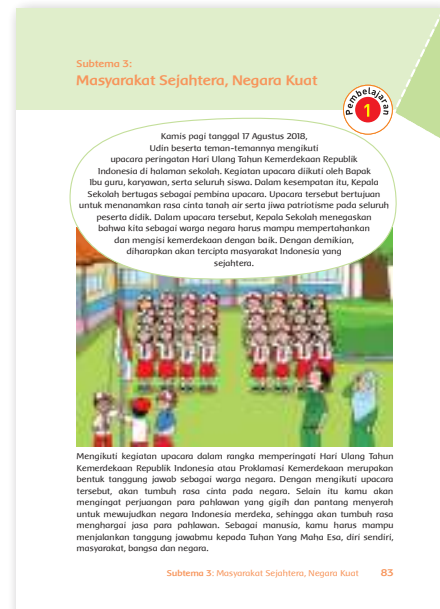 Subtema 3:
Masyarakat Sejahtera, Negara Kuat
Pembelajaran
1
Kamis pagi tanggal 17 Agustus 2018,
Udin beserta teman-temannya mengikuti
upacara peringatan Hari Ulang Tahun Kemerdekaan Republik
Indonesia di halaman sekolah. Kegiatan upacara diikuti oleh Bapak
Ibu guru, karyawan, serta seluruh siswa. Dalam kesempatan itu, Kepala
Sekolah bertugas sebagai pembina upacara. Upacara tersebut bertujuan
untuk menanamkan rasa cinta tanah air serta jiwa patriotisme pada seluruh
peserta didik. Dalam upacara tersebut, Kepala Sekolah menegaskan
bahwa kita sebagai warga negara harus mampu mempertahankan
dan mengisi kemerdekaan dengan baik. Dengan demikian,
diharapkan akan tercipta masyarakat Indonesia yang
sejahtera.
Mengikuti kegiatan upacara dalam rangka memperingati Hari Ulang Tahun
Kemerdekaan Republik Indonesia atau Proklamasi Kemerdekaan merupakan
bentuk tanggung jawab sebagai warga negara. Dengan mengikuti upacara
tersebut, akan tumbuh rasa cinta pada negara. Selain itu kamu akan
mengingat perjuangan para pahlawan yang gigih dan pantang menyerah
untuk mewujudkan negara Indonesia merdeka, sehingga akan tumbuh rasa
menghargai jasa para pahlawan. Sebagai manusia, kamu harus mampu
menjalankan tanggung jawabmu kepada Tuhan Yang Maha Esa, diri sendiri,
masyarakat, bangsa dan negara.
Subtema 3: Masyarakat Sejahtera, Negara Kuat 83